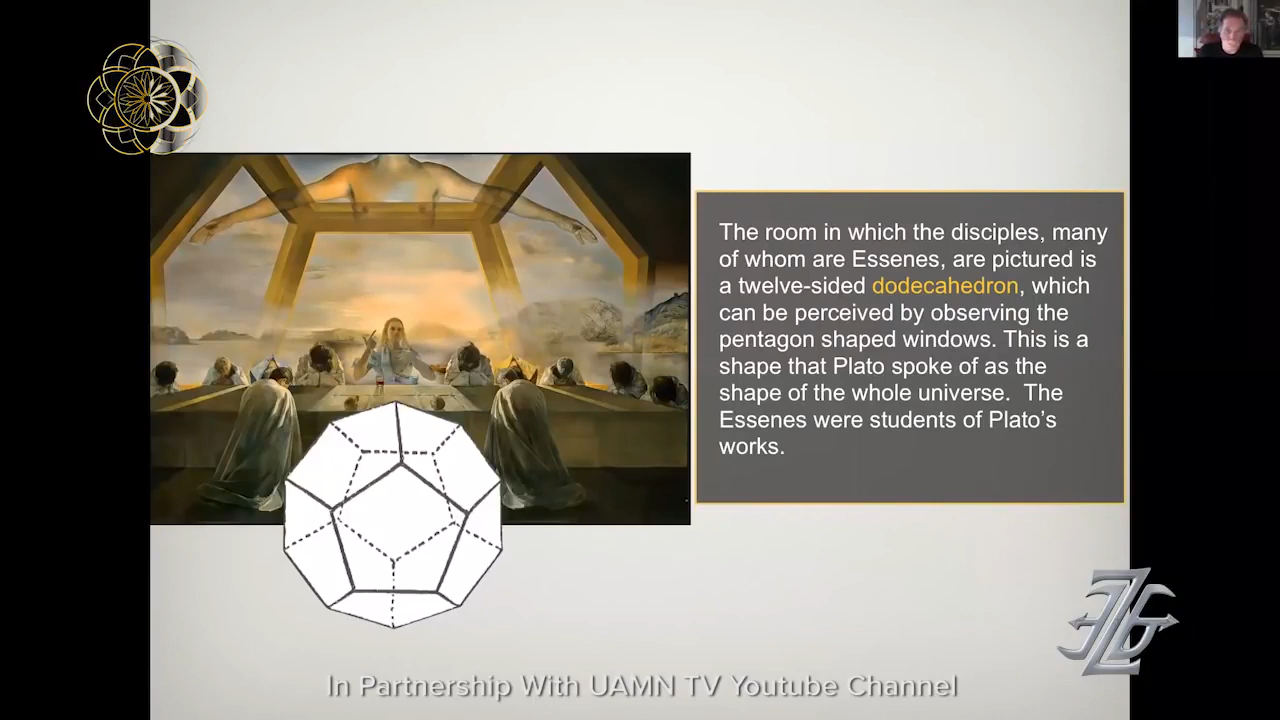 The room in which the disciples, many
of whom are Essenes, are pictured is
a twelve-sided dodecahedron, which
can be perceived by observing the
pentagon shaped windows. This is a
shape that Plato spoke of as the
shape of the whole universe.  The
Essenes were students of Plato's
works.
In Partnership With UAMN TV Youtube Channel